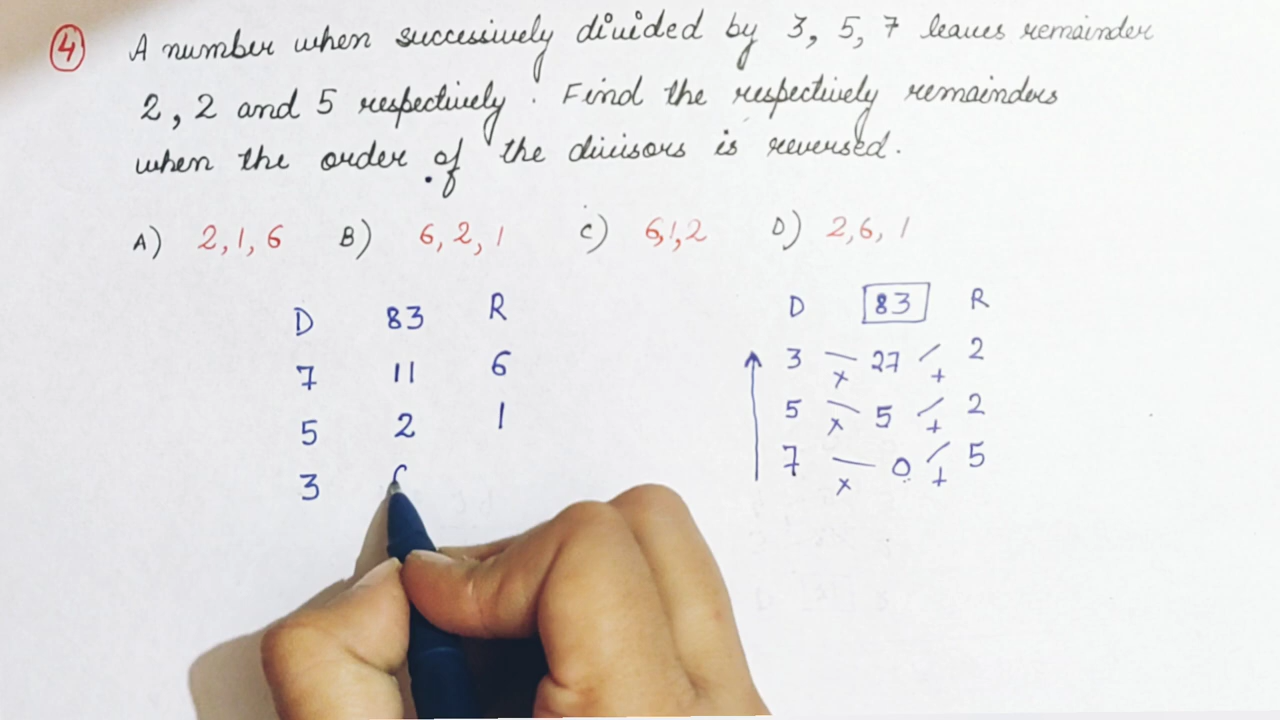 4 A number when successively divided by 3, 5, 7 leaves remainder
2, 2 and 5 respectively. Find the respectively remainders
when the order of the divisors is reversed.
A) 2,1,6 B) 6,2,1 C) 6,1,2 D) 2,6,1
D 83 R
7 11 6
5 2 1
3
D 83 R
3 × 27 + 2
5 × 5 + 2
7 × 0 + 5